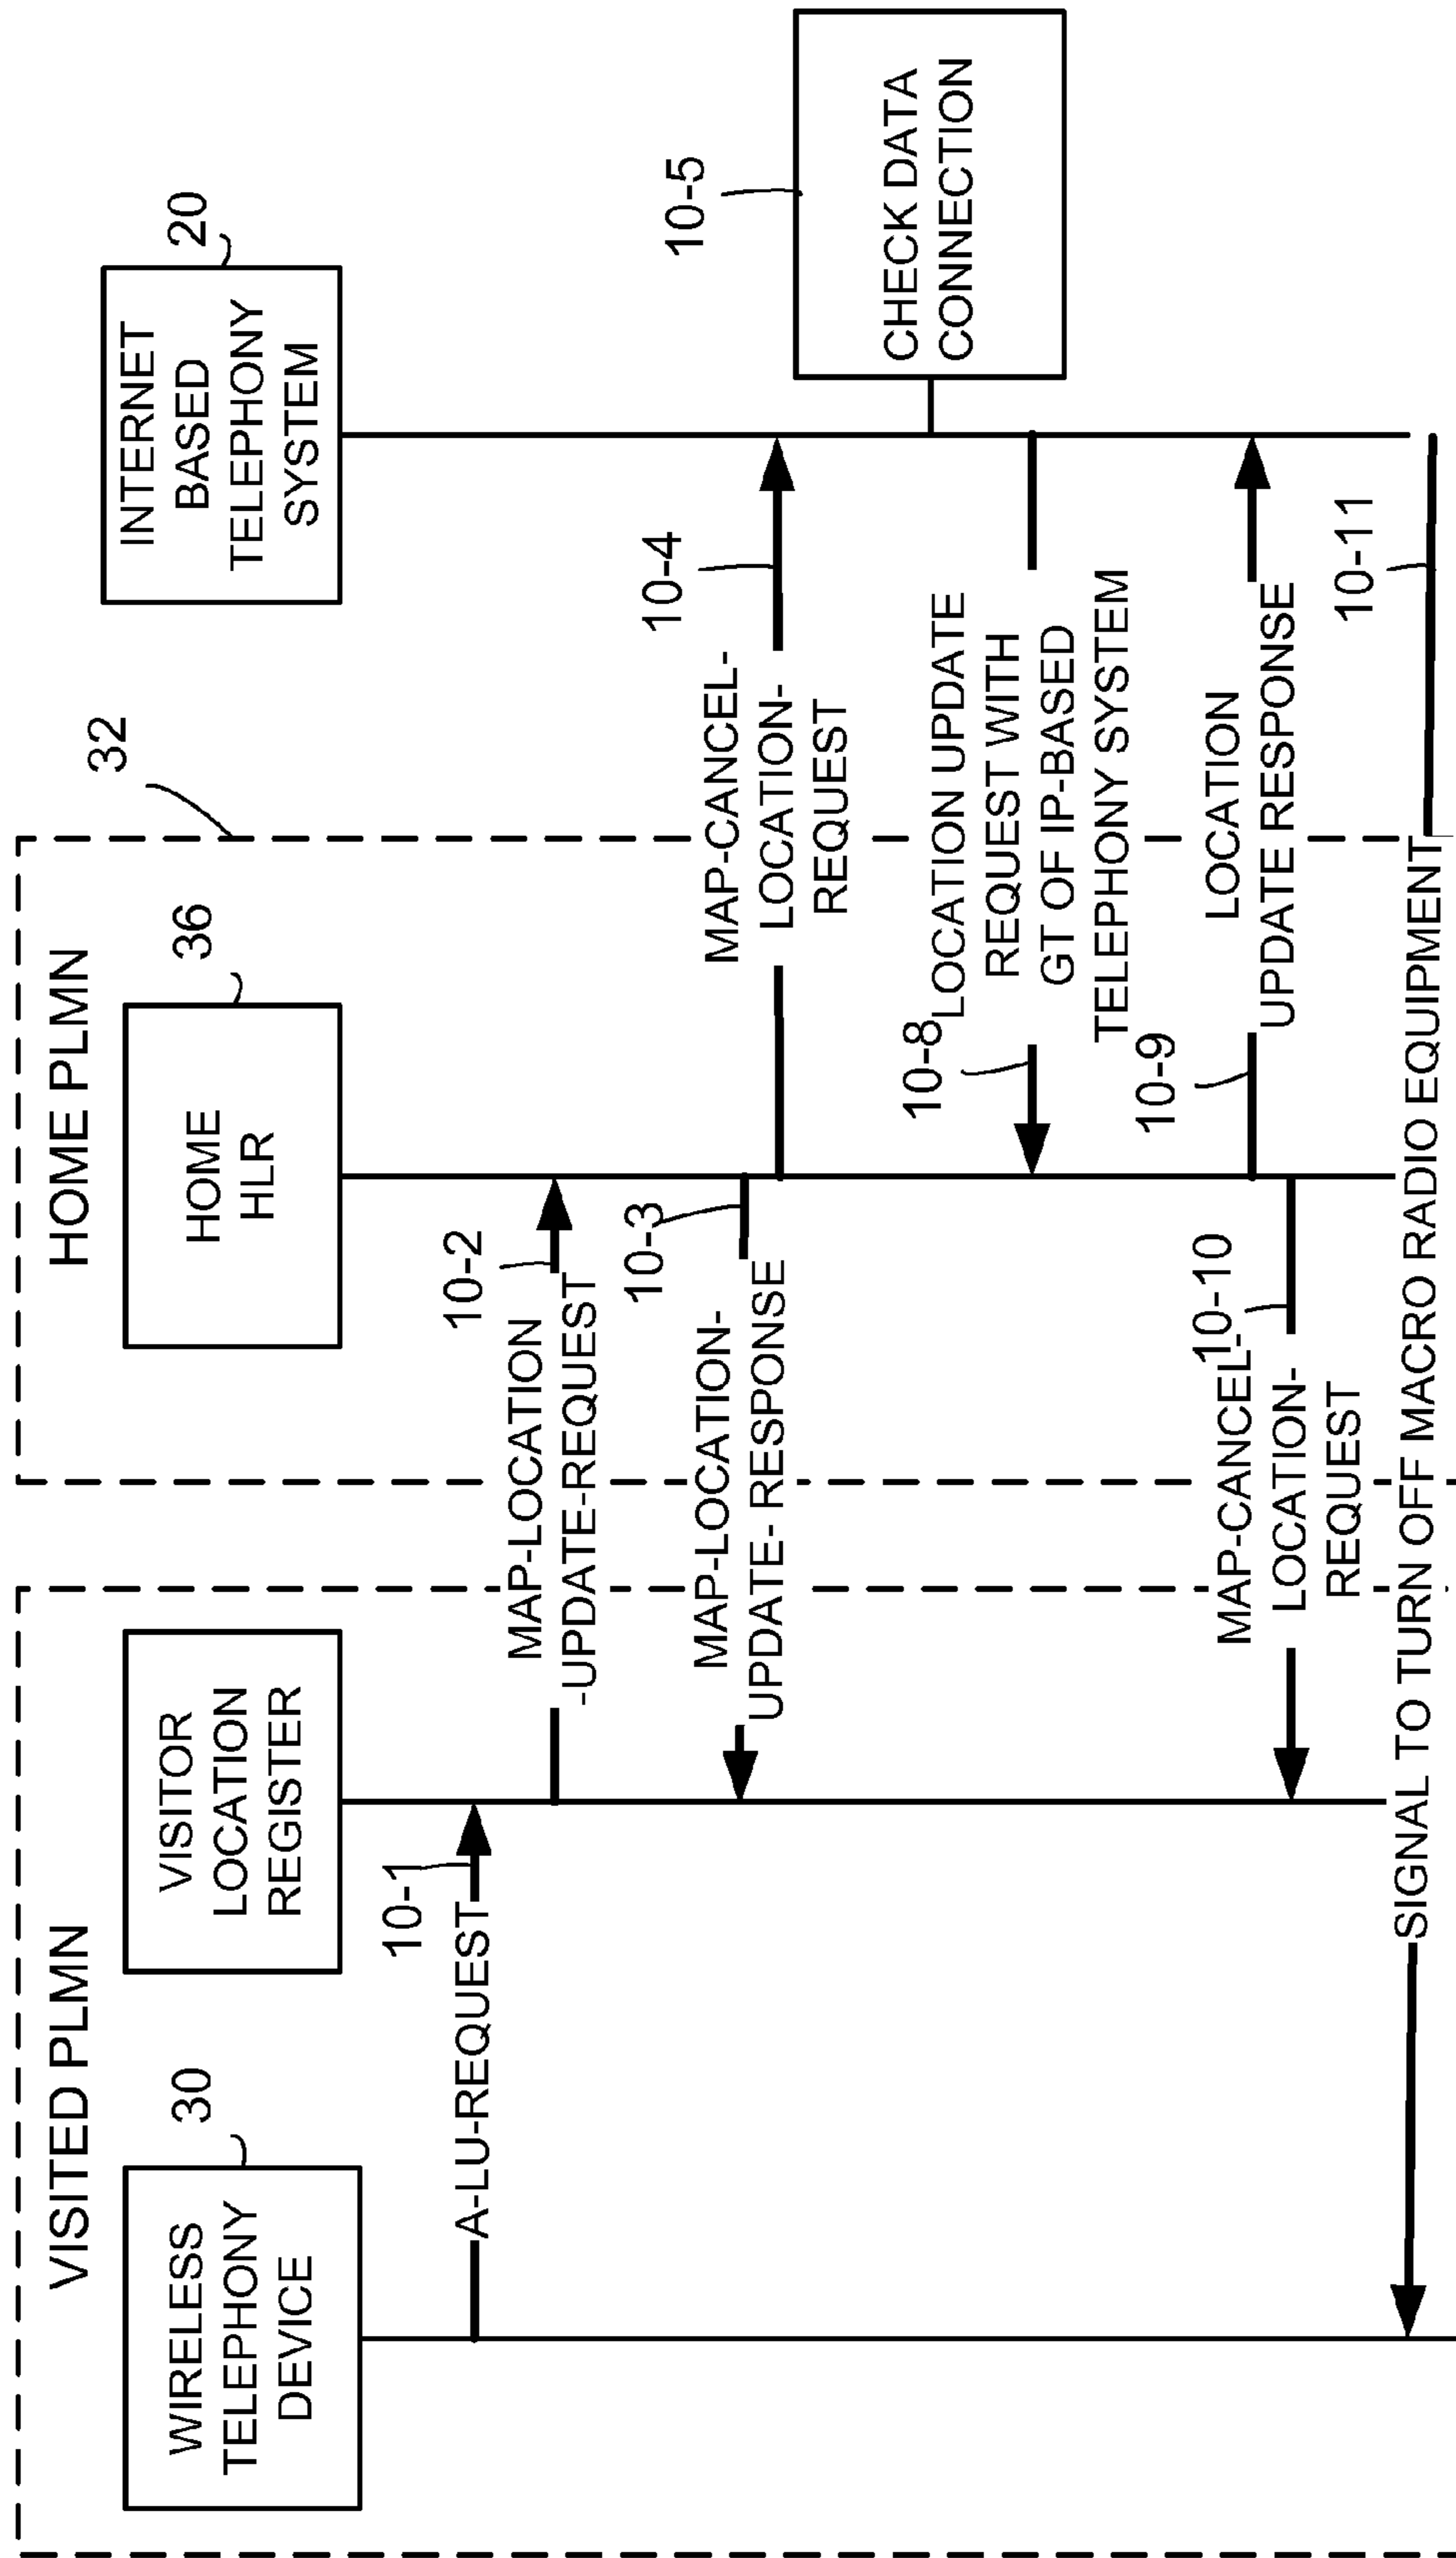 VISITED PLMN
HOME PLMN
32
WIRELESS
TELEPHONY
DEVICE
30
VISITOR
LOCATION
REGISTER
HOME
HLR
36
INTERNET
BASED
TELEPHONY
SYSTEM
20
A-LU-REQUEST
10-1
MAP-LOCATION
-UPDATE-REQUEST
10-2
MAP-LOCATION-
UPDATE- RESPONSE
10-3
MAP-CANCEL-
LOCATION-
REQUEST
10-4
10-5
CHECK DATA
CONNECTION
10-8
LOCATION UPDATE
REQUEST WITH
GT OF IP-BASED
TELEPHONY SYSTEM
10-9
LOCATION
UPDATE RESPONSE
10-10
MAP-CANCEL-
LOCATION-
REQUEST
SIGNAL TO TURN OFF MACRO RADIO EQUIPMENT
10-11